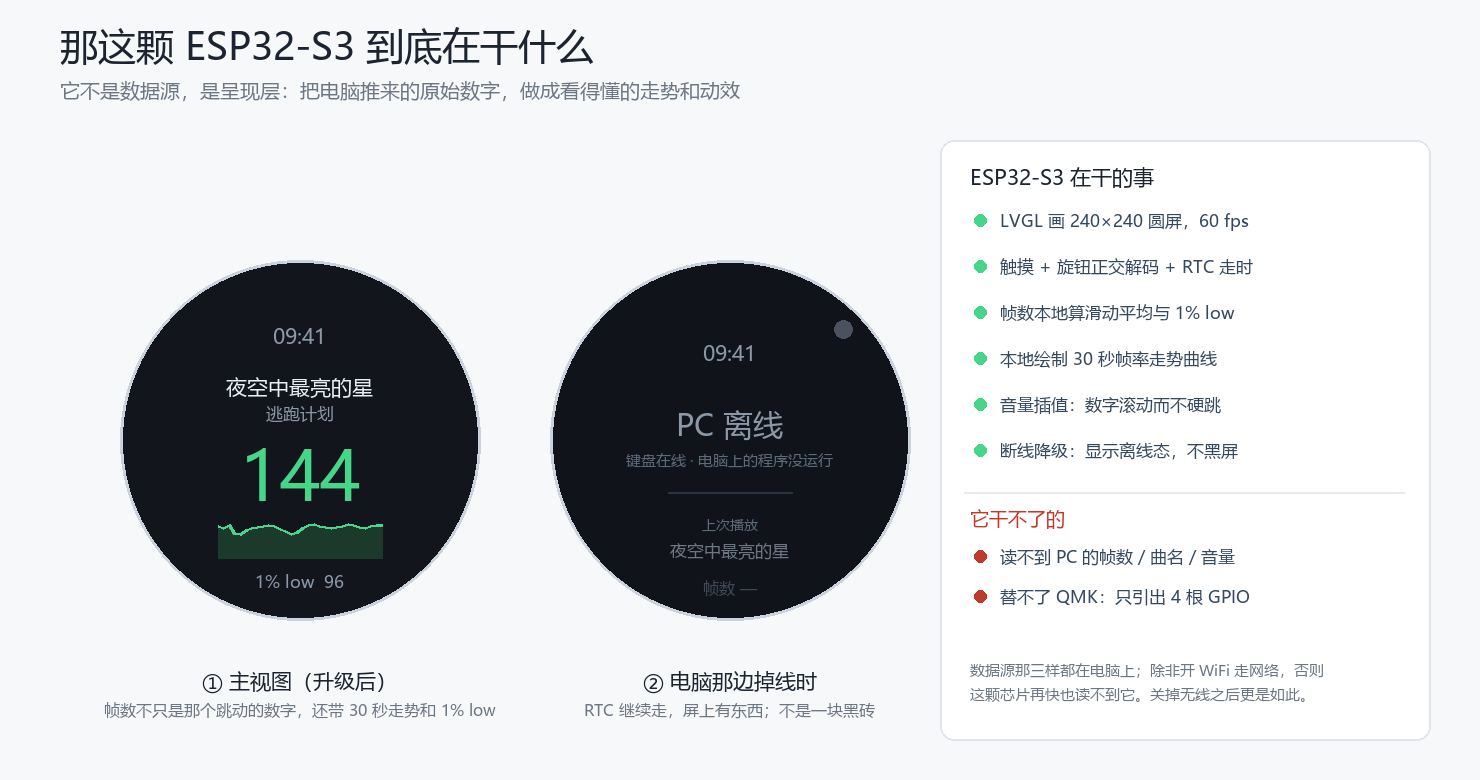 那这颗 ESP32-S3 到底在干什么
它不是数据源，是呈现层：把电脑推来的原始数字，做成看得懂的走势和动效
09:41
夜空中最亮的星
逃跑计划
144
1% low 96
① 主视图（升级后）
帧数不只是那个跳动的数字，还带 30 秒走势和 1% low
09:41
PC 离线
键盘在线 · 电脑上的程序没运行
上次播放
夜空中最亮的星
帧数 —
② 电脑那边掉线时
RTC 继续走，屏上有东西；不是一块黑砖
ESP32-S3 在干的事
LVGL 画 240×240 圆屏，60 fps
触摸 + 旋钮正交解码 + RTC 走时
帧数本地算滑动平均与 1% low
本地绘制 30 秒帧率走势曲线
音量插值：数字滚动而不硬跳
断线降级：显示离线态，不黑屏
它干不了的
读不到 PC 的帧数 / 曲名 / 音量
替不了 QMK：只引出 4 根 GPIO
数据源那三样都在电脑上；除非开 WiFi 走网络，否则
这颗芯片再快也读不到它。关掉无线之后更是如此。